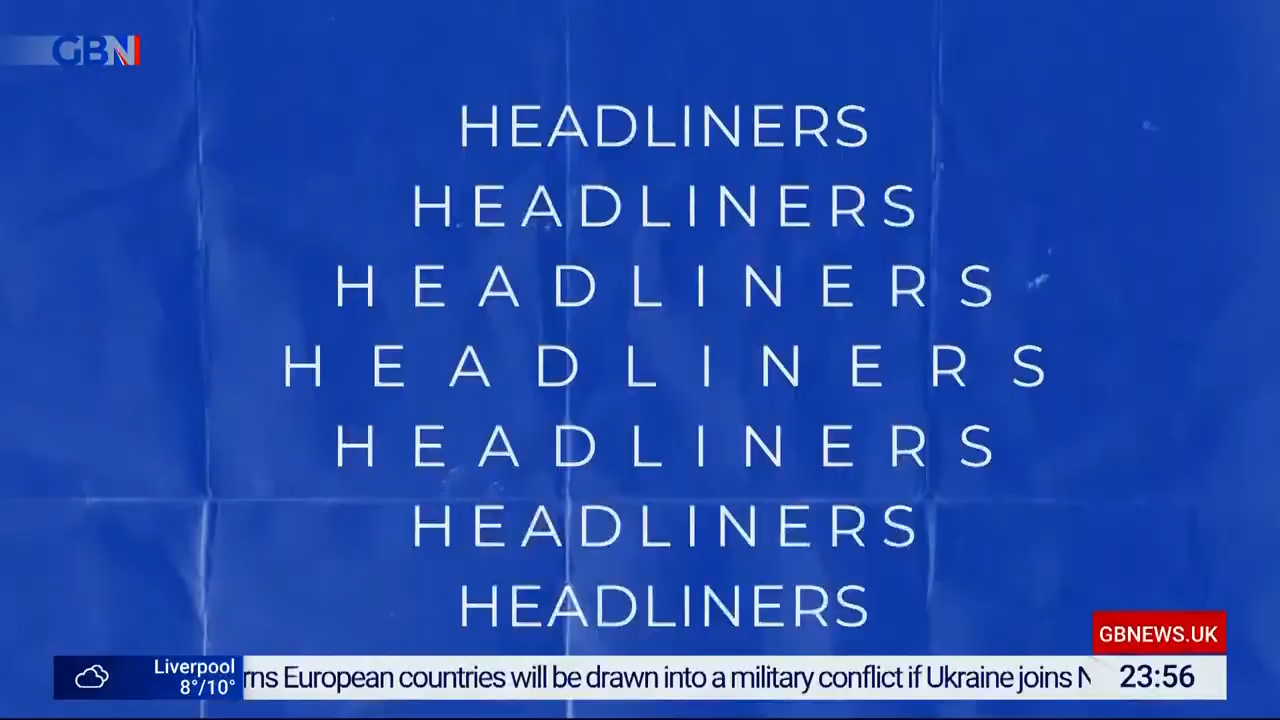 GBN
HEADLINERS
HEADLINERS
HEADLINERS
HEADLINERS
HEADLINERS
HEADLINERS
HEADLINERS
GBNEWS.UK
Liverpool
8°/10°
European countries will be drawn into a military conflict if Ukraine joins
23:56